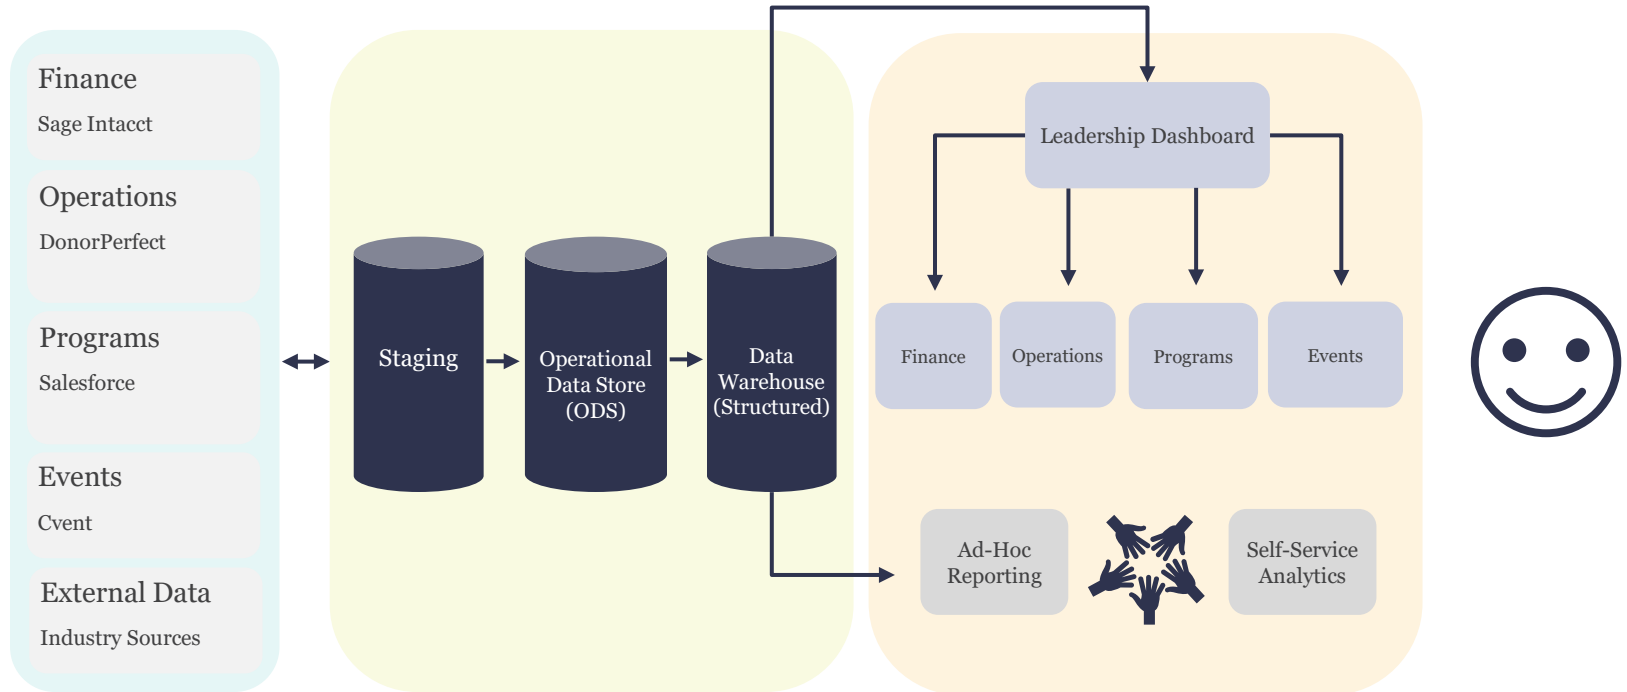 Finance
Sage Intacct
Operations
DonorPerfect
Programs
Salesforce
Events
Cvent
External Data
Industry Sources
Staging
Operational
Data Store
(ODS)
Data
Warehouse
(Structured)
Leadership Dashboard
Finance
Operations
Programs
Events
Ad-Hoc
Reporting
Self-Service
Analytics